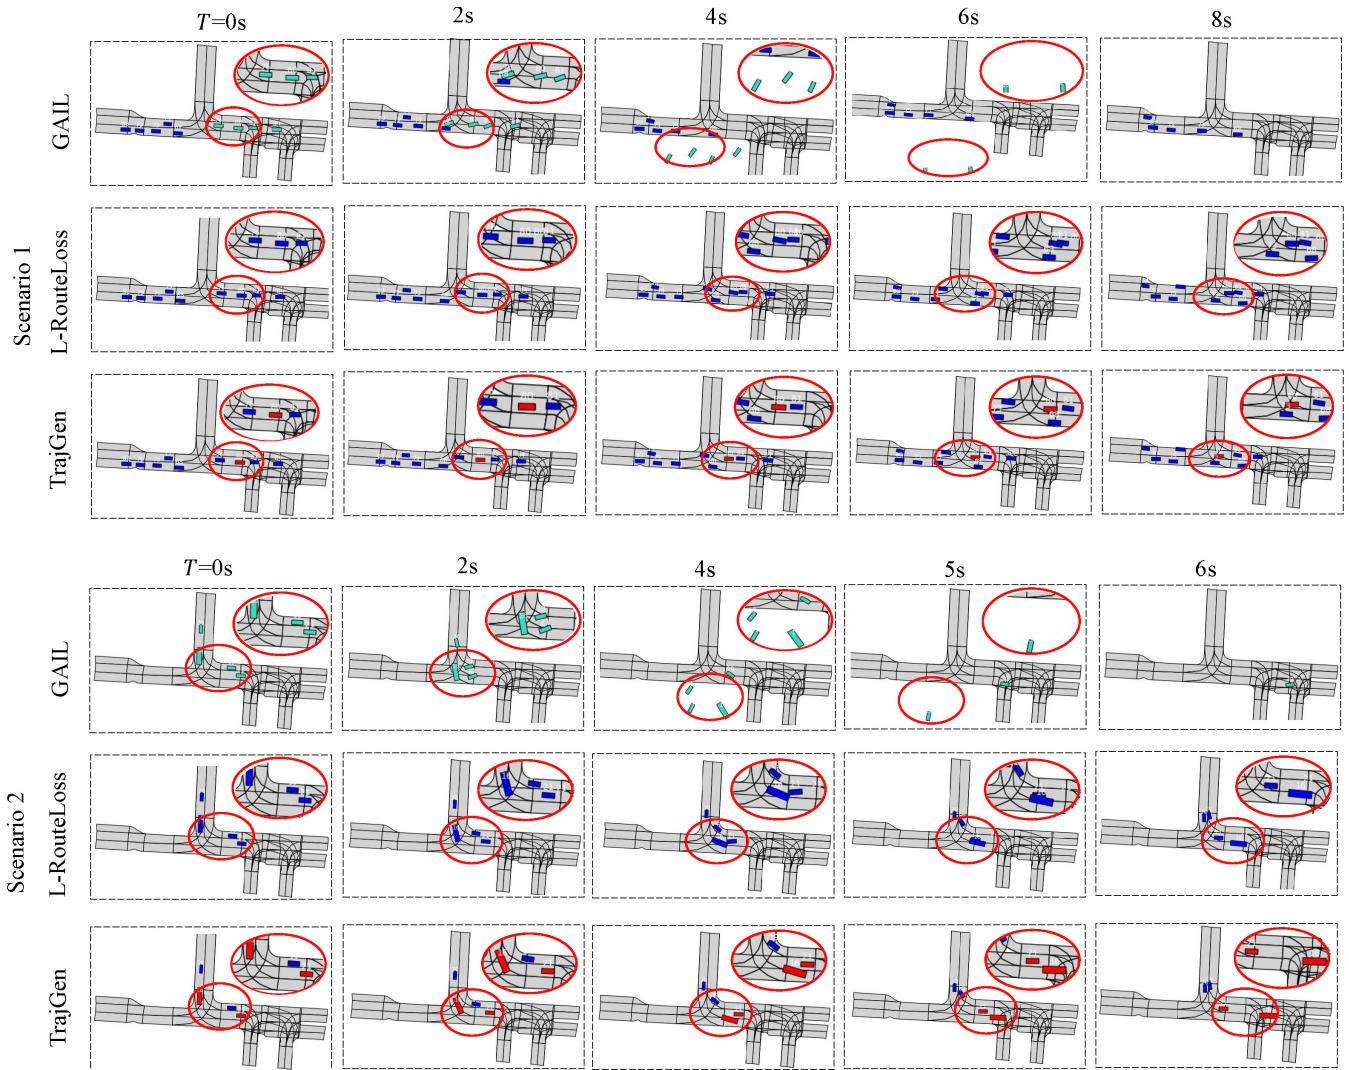 T=0s 2s 4s 6s 8s
Scenario 1
GAIL
L-RouteLoss
TrajGen
T=0s 2s 4s 5s 6s
Scenario 2
GAIL
L-RouteLoss
TrajGen